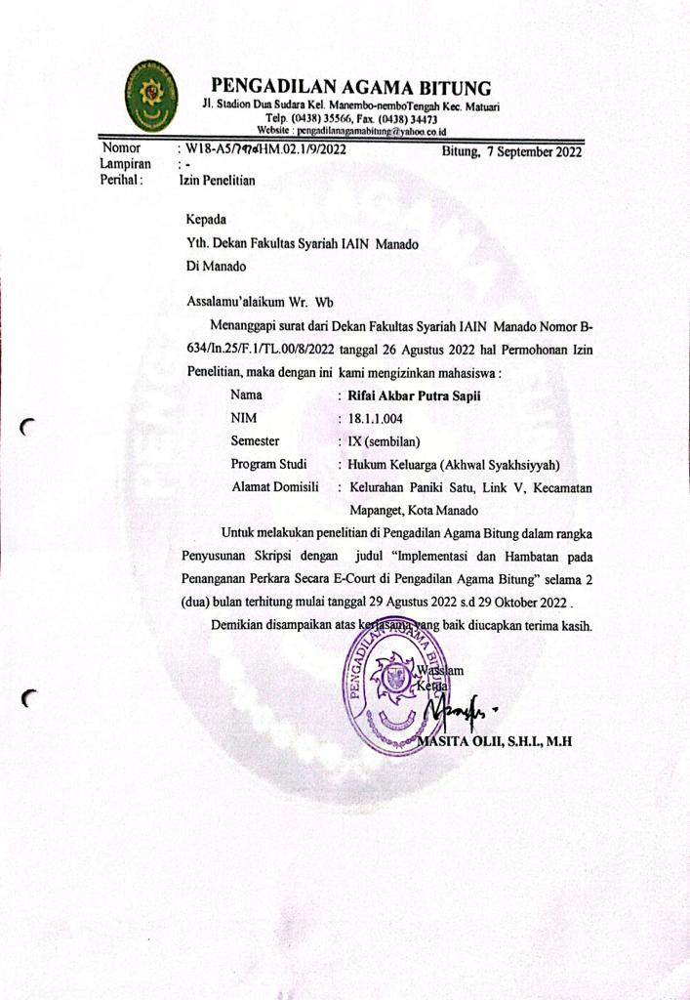 PENGADILAN AGAMA BITUNG
Jl. Stadion Dua Sudara Kel. Manembo-nemboTengah Kec. Matuari
Telp. (0438) 35566, Fax. (0438) 34473
Website : pengadilanagamabitung@yahoo.co.id
Nomor : W18-A5/ /HM.02.1/9/2022 Bitung, 7 September 2022
Lampiran : -
Perihal : Izin Penelitian
Kepada
Yth. Dekan Fakultas Syariah IAIN Manado
Di Manado
Assalamu'alaikum Wr. Wb
Menanggapi surat dari Dekan Fakultas Syariah IAIN Manado Nomor B-
634/In.25/F.1/TL.00/8/2022 tanggal 26 Agustus 2022 hal Permohonan Izin
Penelitian, maka dengan ini kami mengizinkan mahasiswa :
Nama : Rifai Akbar Putra Sapii
NIM : 18.1.1.004
Semester : IX (sembilan)
Program Studi : Hukum Keluarga (Akhwal Syakhsiyyah)
Alamat Domisili : Kelurahan Paniki Satu, Link V, Kecamatan
Mapanget, Kota Manado
Untuk melakukan penelitian di Pengadilan Agama Bitung dalam rangka
Penyusunan Skripsi dengan judul "Implementasi dan Hambatan pada
Penanganan Perkara Secara E-Court di Pengadilan Agama Bitung" selama 2
(dua) bulan terhitung mulai tanggal 29 Agustus 2022 s.d 29 Oktober 2022 .
Demikian disampaikan atas kerjasama yang baik diucapkan terima kasih.
PENGADILAN AGAMA BITUNG
Wasslam
Ketua
MASITA OLII, S.H.I., M.H